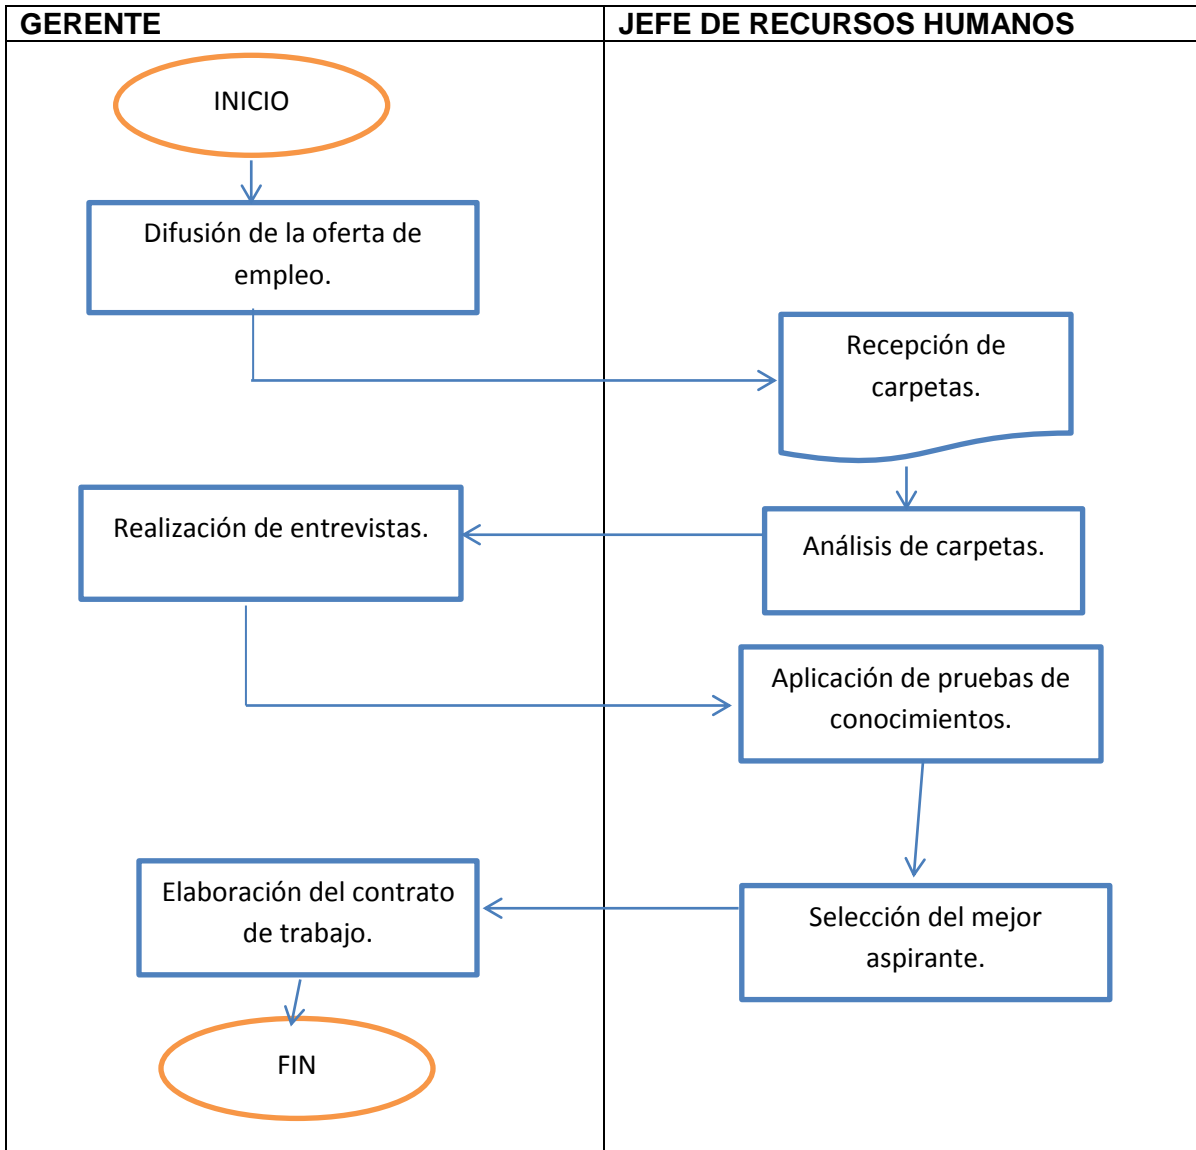 GERENTE
JEFE DE RECURSOS HUMANOS
INICIO
Difusión de la oferta de
empleo.
Recepción de
carpetas.
Realización de entrevistas.
Análisis de carpetas.
Aplicación de pruebas de
conocimientos.
Elaboración del contrato
de trabajo.
Selección del mejor
aspirante.
FIN